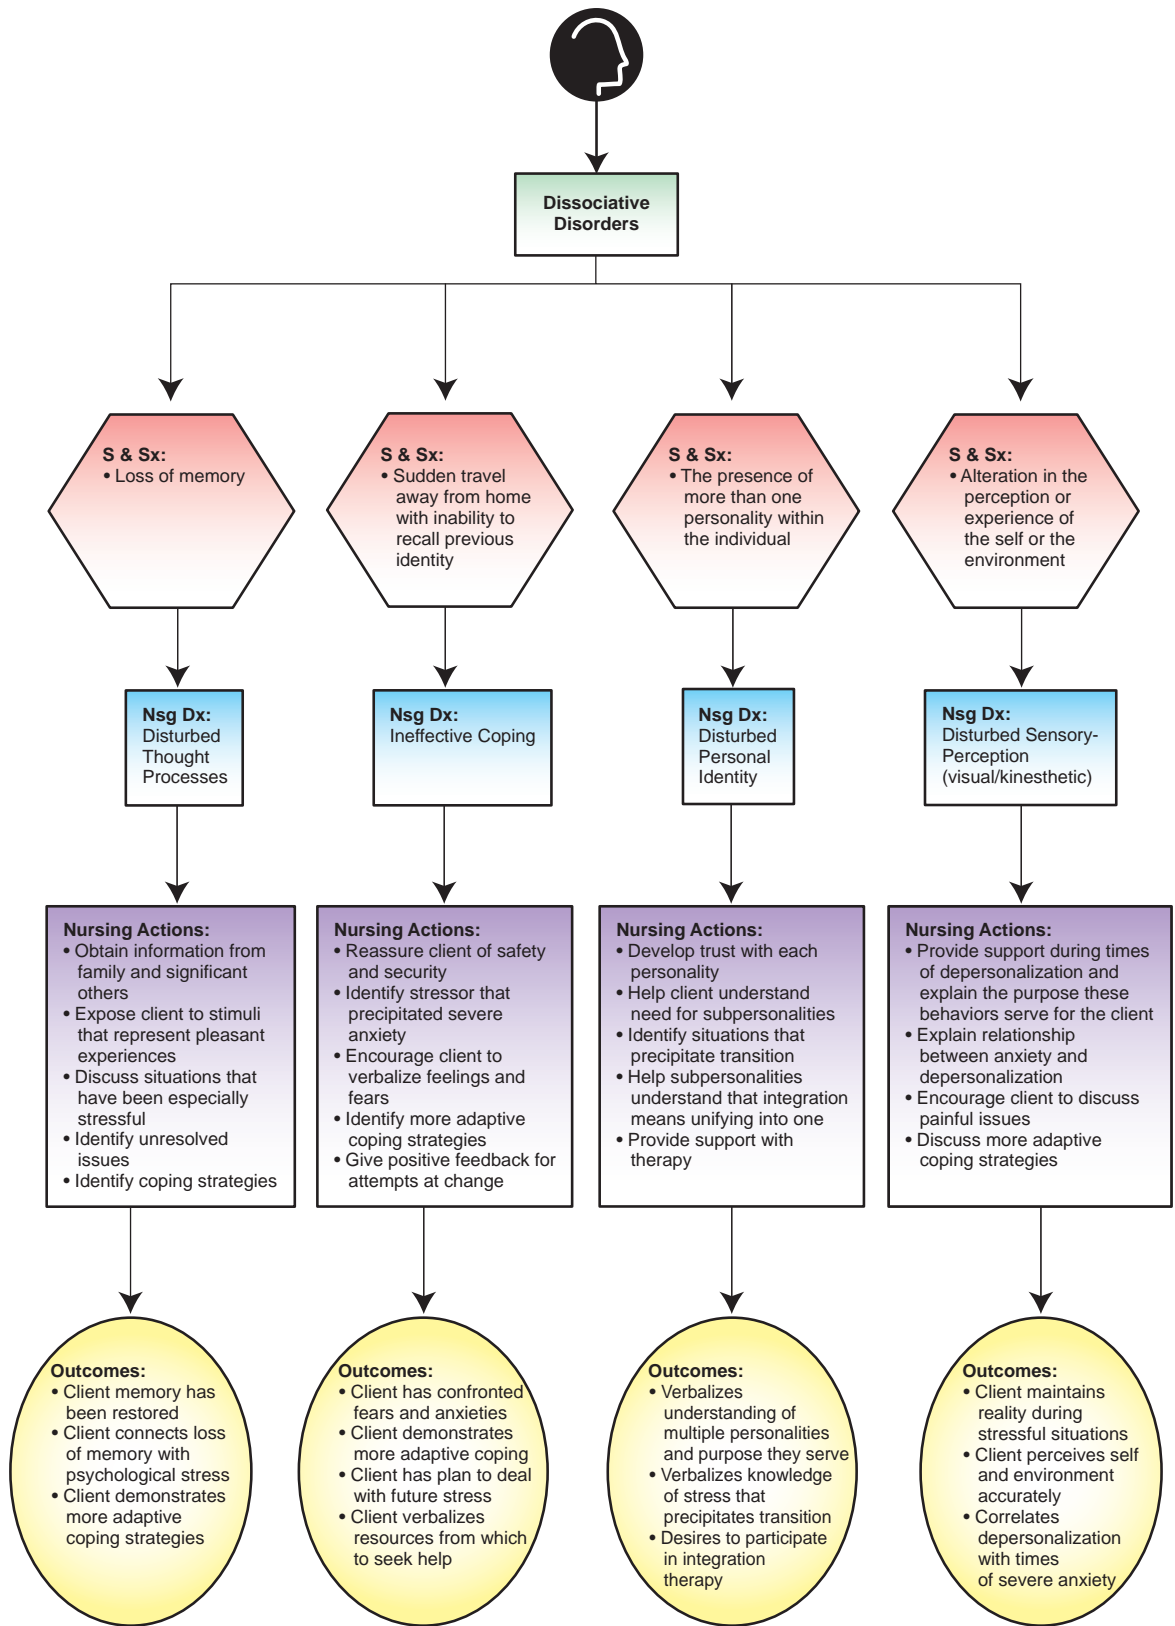 Dissociative
Disorders
S & Sx:
• Loss of memory
S & Sx:
• Sudden travel
away from home
with inability to
recall previous
identity
S & Sx:
• The presence of
more than one
personality within
the individual
S & Sx:
• Alteration in the
perception or
experience of
the self or the
environment
Nsg Dx:
Disturbed
Thought
Processes
Nsg Dx:
Ineffective Coping
Nsg Dx:
Disturbed
Personal
Identity
Nsg Dx:
Disturbed Sensory-
Perception
(visual/kinesthetic)
Nursing Actions:
• Obtain information from
family and significant
others
• Expose client to stimuli
that represent pleasant
experiences
• Discuss situations that
have been especially
stressful
• Identify unresolved
issues
• Identify coping strategies
Nursing Actions:
• Reassure client of safety
and security
• Identify stressor that
precipitated severe
anxiety
• Encourage client to
verbalize feelings and
fears
• Identify more adaptive
coping strategies
• Give positive feedback for
attempts at change
Nursing Actions:
• Develop trust with each
personality
• Help client understand
need for subpersonalities
• Identify situations that
precipitate transition
• Help subpersonalities
understand that integration
means unifying into one
• Provide support with
therapy
Nursing Actions:
• Provide support during times
of depersonalization and
explain the purpose these
behaviors serve for the client
• Explain relationship
between anxiety and
depersonalization
• Encourage client to discuss
painful issues
• Discuss more adaptive
coping strategies
Outcomes:
• Client memory has
been restored
• Client connects loss
of memory with
psychological stress
• Client demonstrates
more adaptive
coping strategies
Outcomes:
• Client has confronted
fears and anxieties
• Client demonstrates
more adaptive coping
• Client has plan to deal
with future stress
• Client verbalizes
resources from which
to seek help
Outcomes:
• Verbalizes
understanding of
multiple personalities
and purpose they serve
• Verbalizes knowledge
of stress that
precipitates transition
• Desires to participate
in integration
therapy
Outcomes:
• Client maintains
reality during
stressful situations
• Client perceives self
and environment
accurately
• Correlates
depersonalization
with times
of severe anxiety